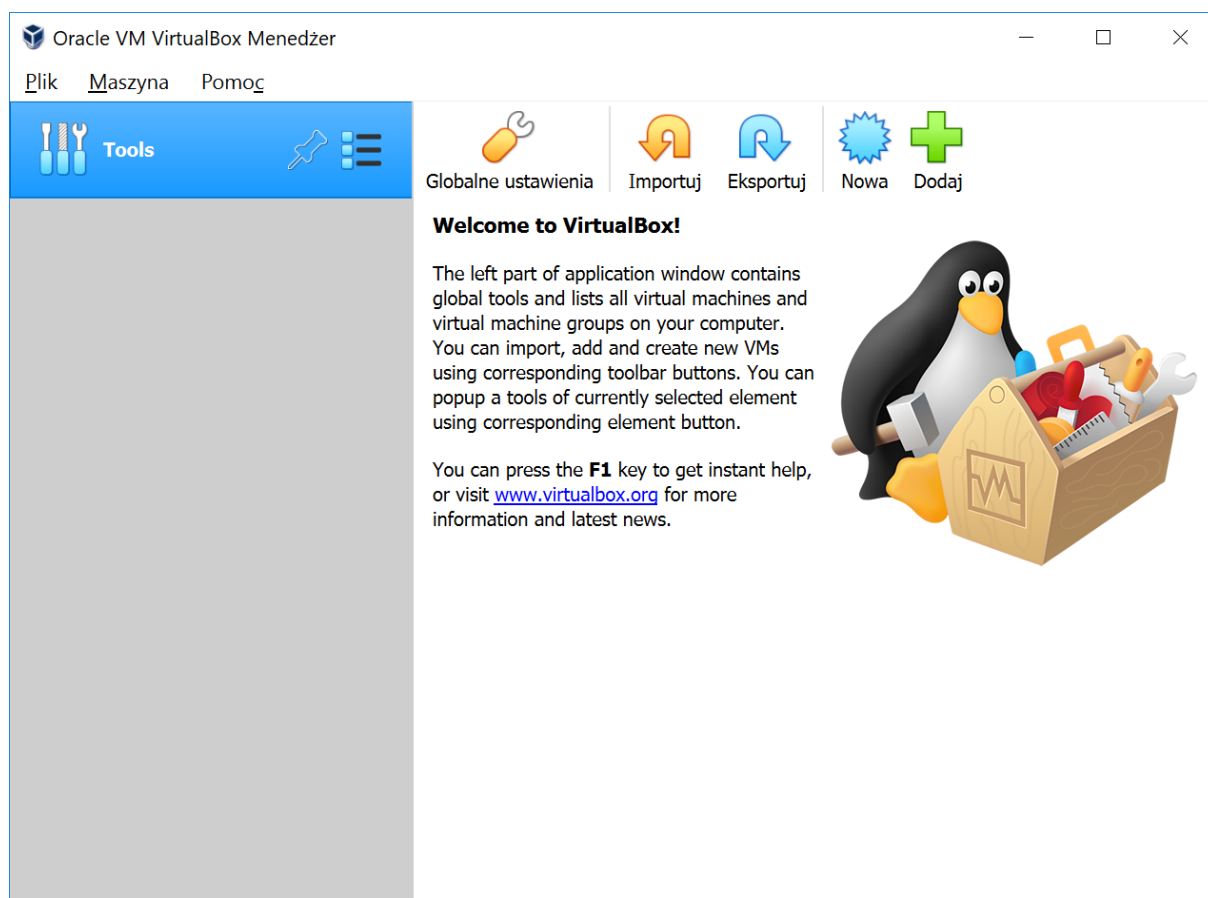 Oracle VM VirtualBox Menedżer
Plik Maszyna Pomoc
Tools
Globalne ustawienia Importuj Eksportuj Nowa Dodaj
Welcome to VirtualBox!
The left part of application window contains
global tools and lists all virtual machines and
virtual machine groups on your computer.
You can import, add and create new VMs
using corresponding toolbar buttons. You can
popup a tools of currently selected element
using corresponding element button.
You can press the F1 key to get instant help,
or visit www.virtualbox.org for more
information and latest news.